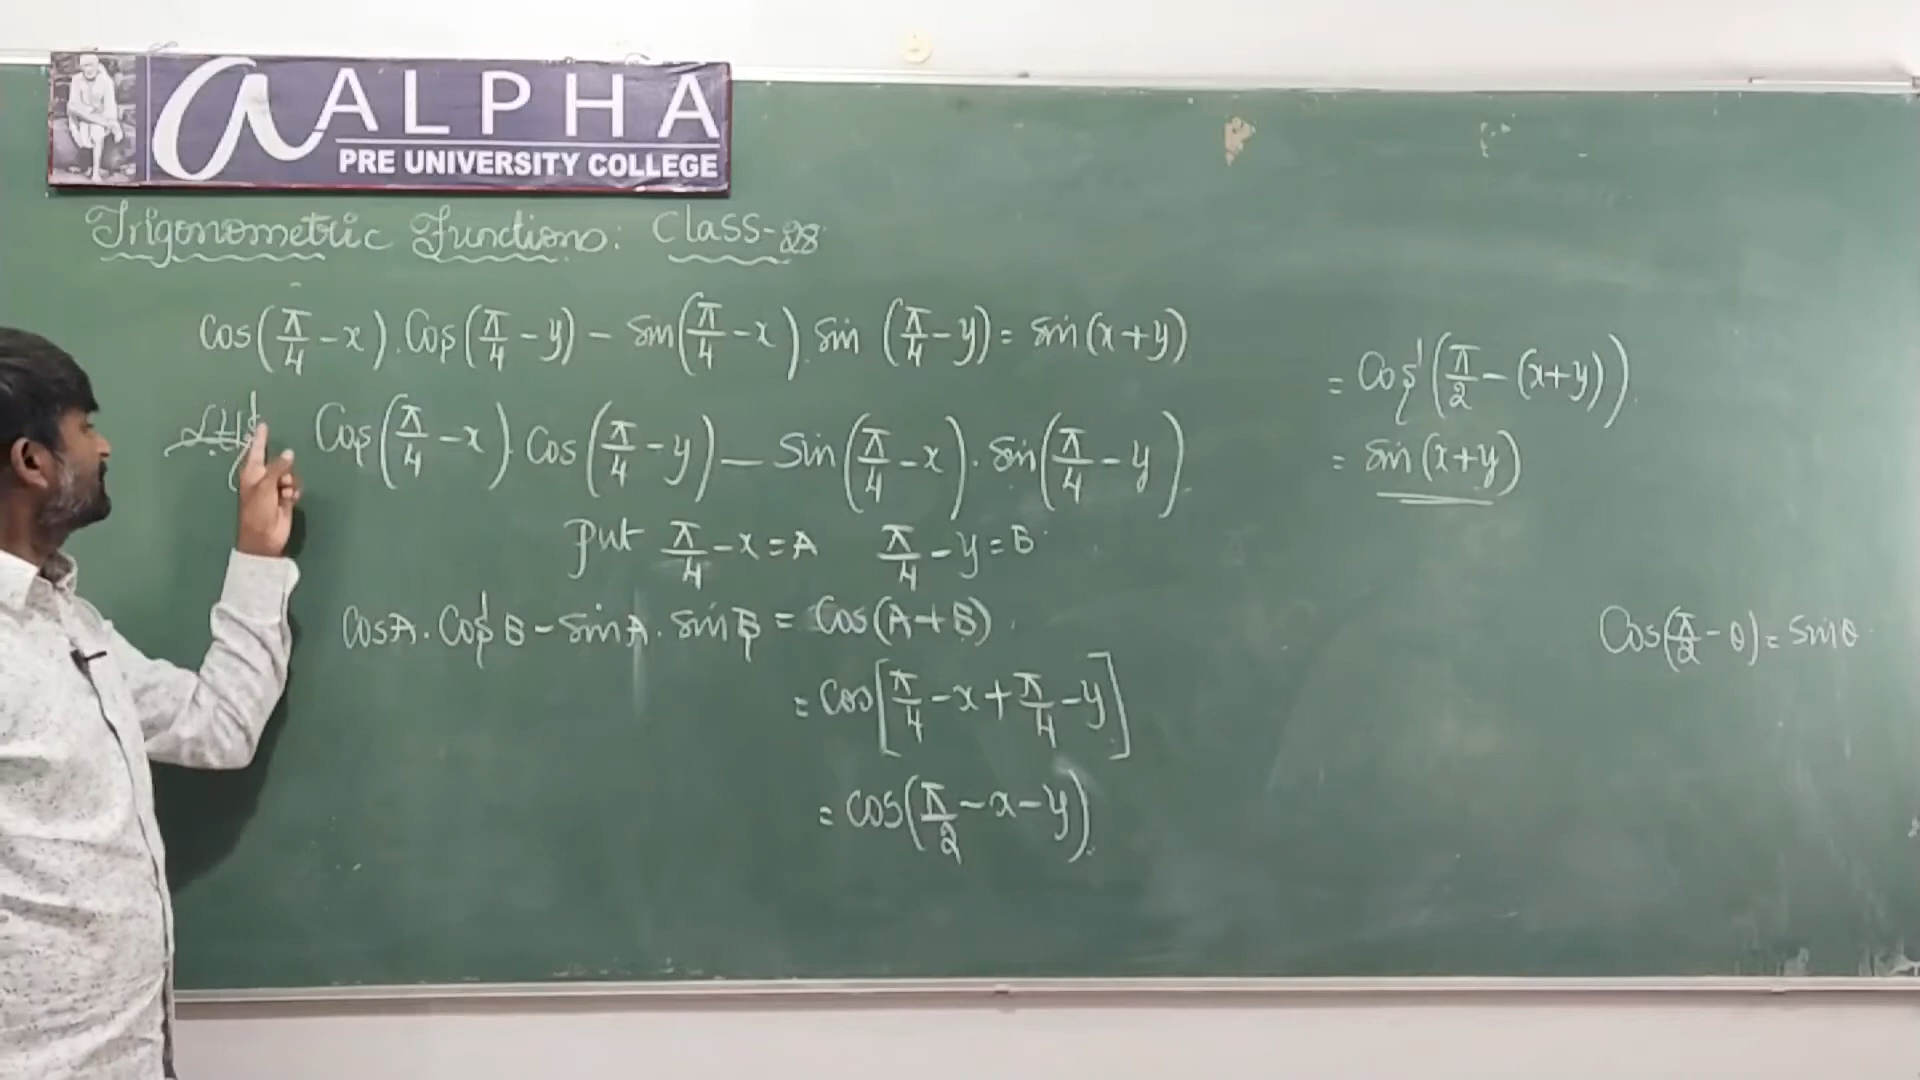 a ALPHA
PRE UNIVERSITY COLLEGE
Trigonometric Functions: Class-28
Cos(π/4 - x).Cos(π/4 - y) - Sin(π/4 - x).Sin(π/4 - y) = Sin(x+y)
LHS Cos(π/4 - x).Cos(π/4 - y) - Sin(π/4 - x).Sin(π/4 - y)
Put π/4 - x = A π/4 - y = B
CosA.CosB - SinA.SinB = Cos(A+B)
= Cos[π/4 - x + π/4 - y]
= Cos(π/2 - x - y)
= Cos(π/2 - (x+y))
= Sin(x+y)
Cos(π/2 - θ) = Sinθ